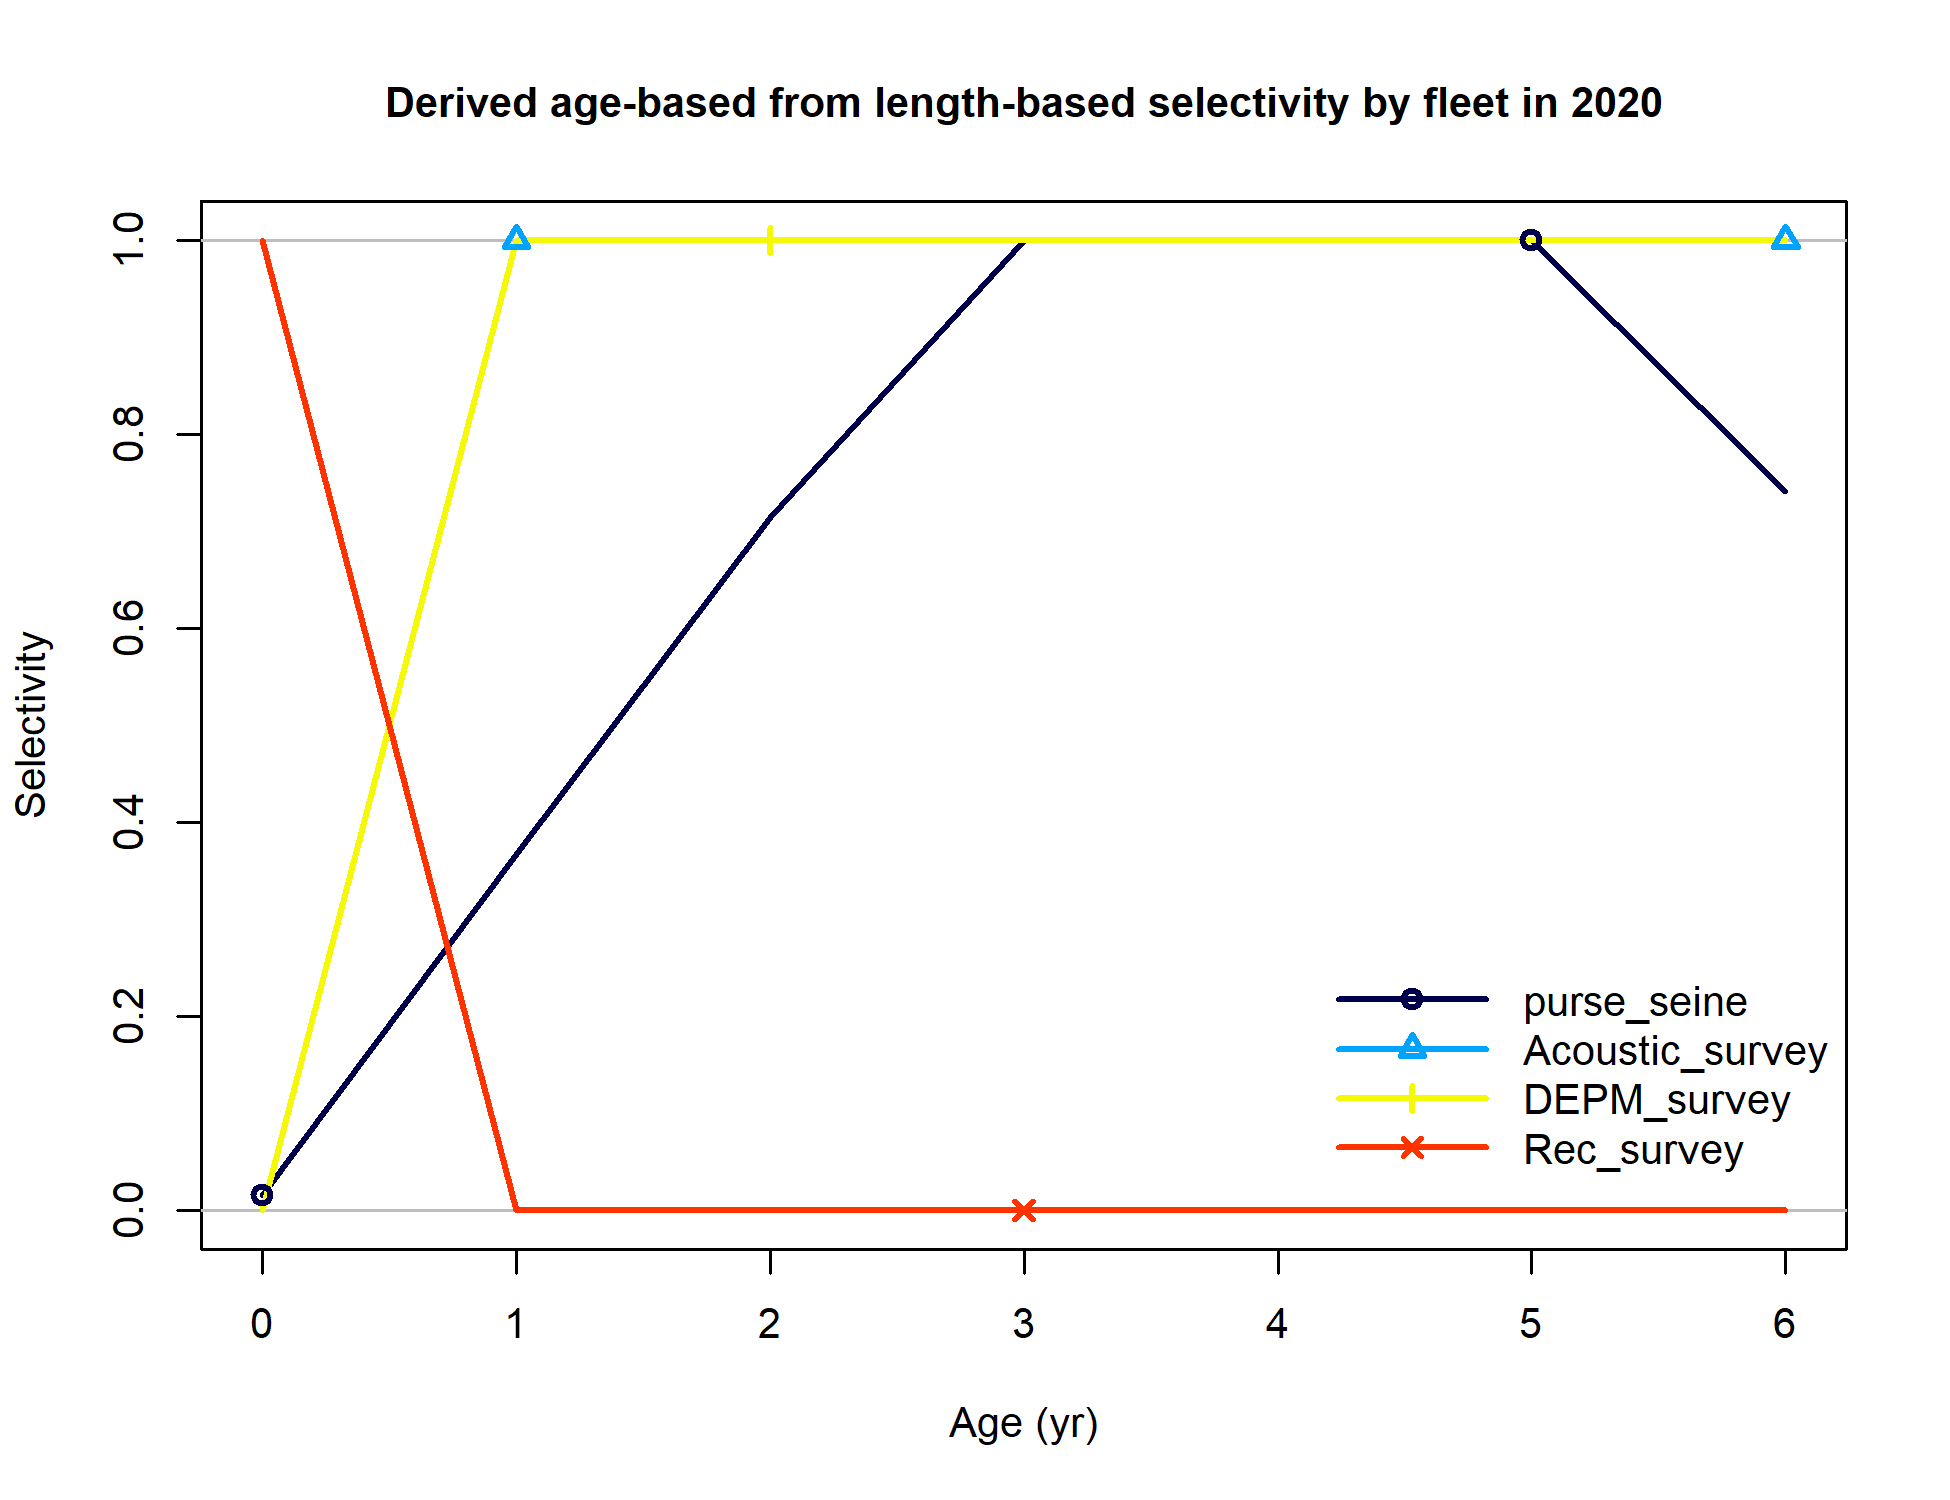 Derived age-based from length-based selectivity by fleet in 2020
Selectivity
1.0
0.8
0.6
0.4
0.2
0.0
purse_seine
Acoustic_survey
DEPM_survey
Rec_survey
0 1 2 3 4 5 6
Age (yr)